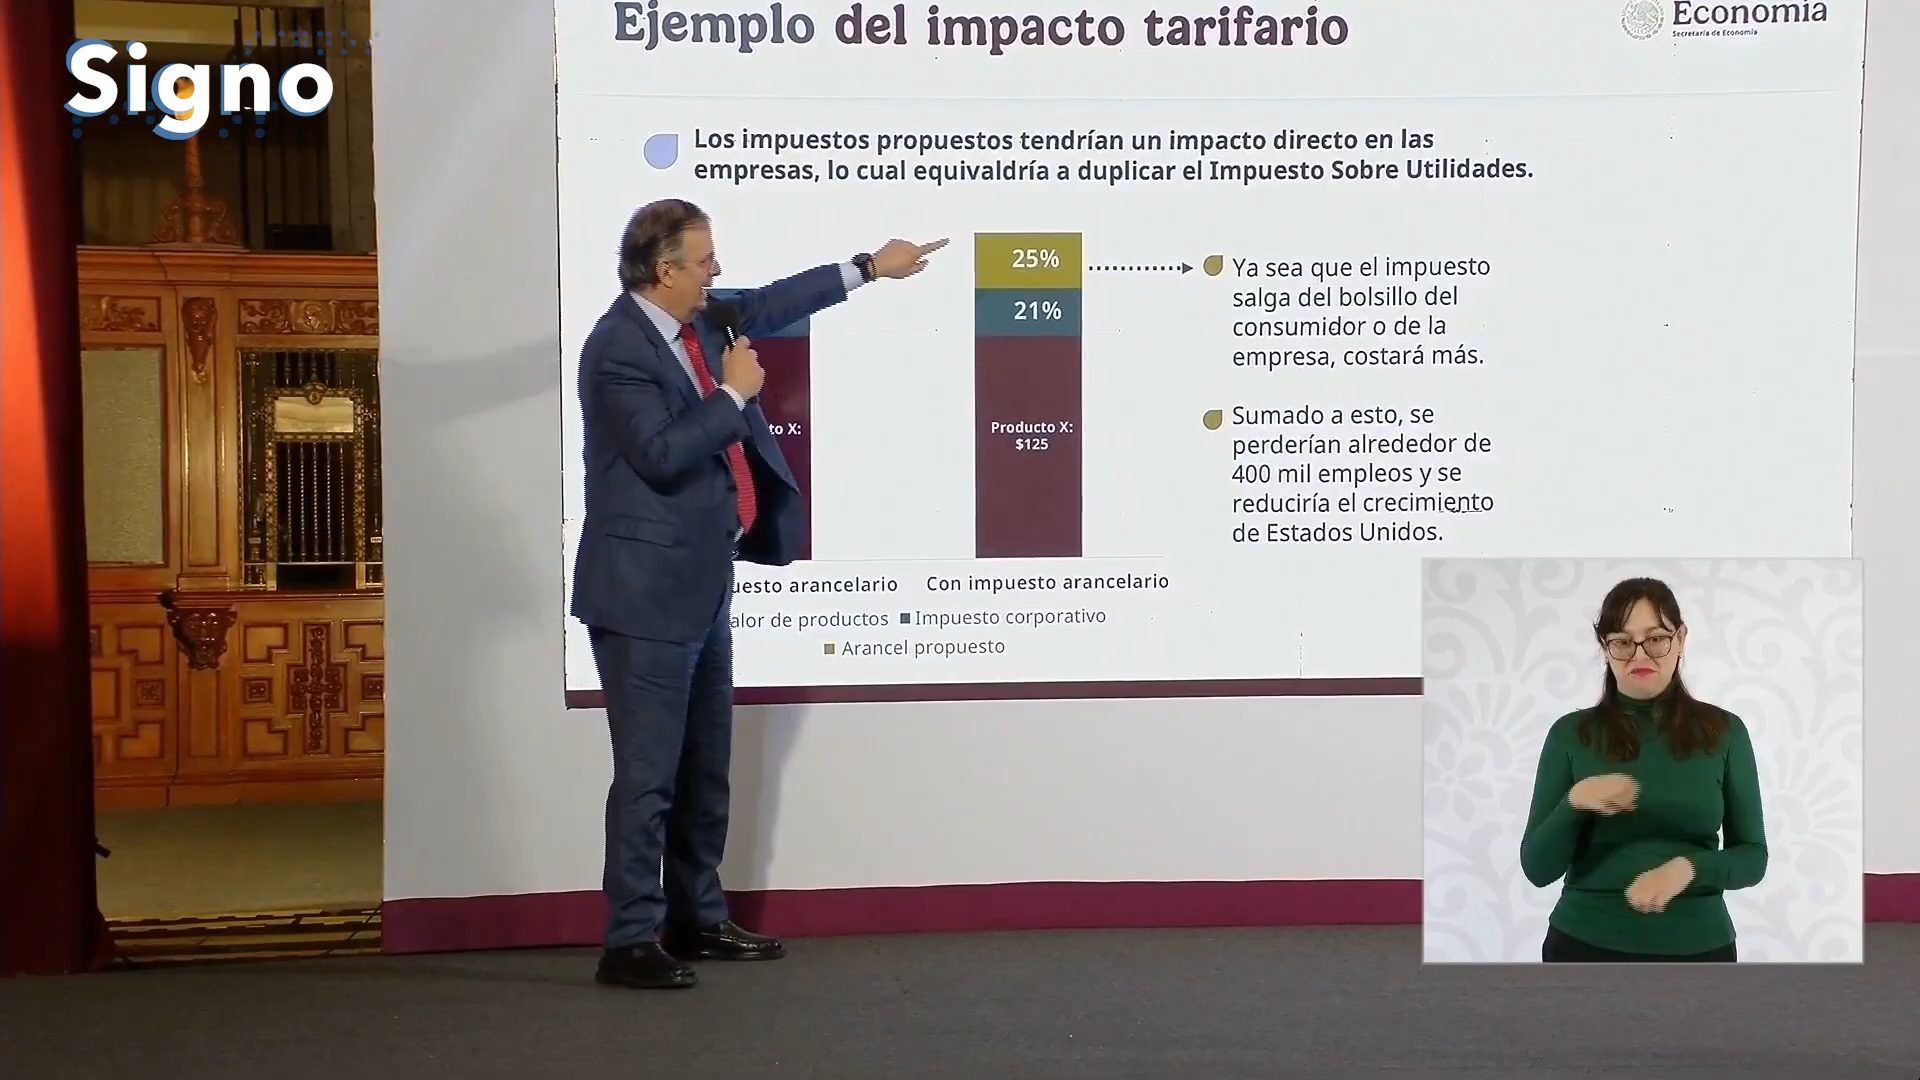 Signo
Ejemplo del impacto tarifario
Economía
Secretaría de Economía
Los impuestos propuestos tendrían un impacto directo en las
empresas, lo cual equivaldría a duplicar el Impuesto Sobre Utilidades.
25%
21%
to X:
Producto X:
$125
Ya sea que el impuesto
salga del bolsillo del
consumidor o de la
empresa, costará más.
Sumado a esto, se
perderían alrededor de
400 mil empleos y se
reduciría el crecimiento
de Estados Unidos.
uesto arancelario
Con impuesto arancelario
alor de productos
Impuesto corporativo
Arancel propuesto